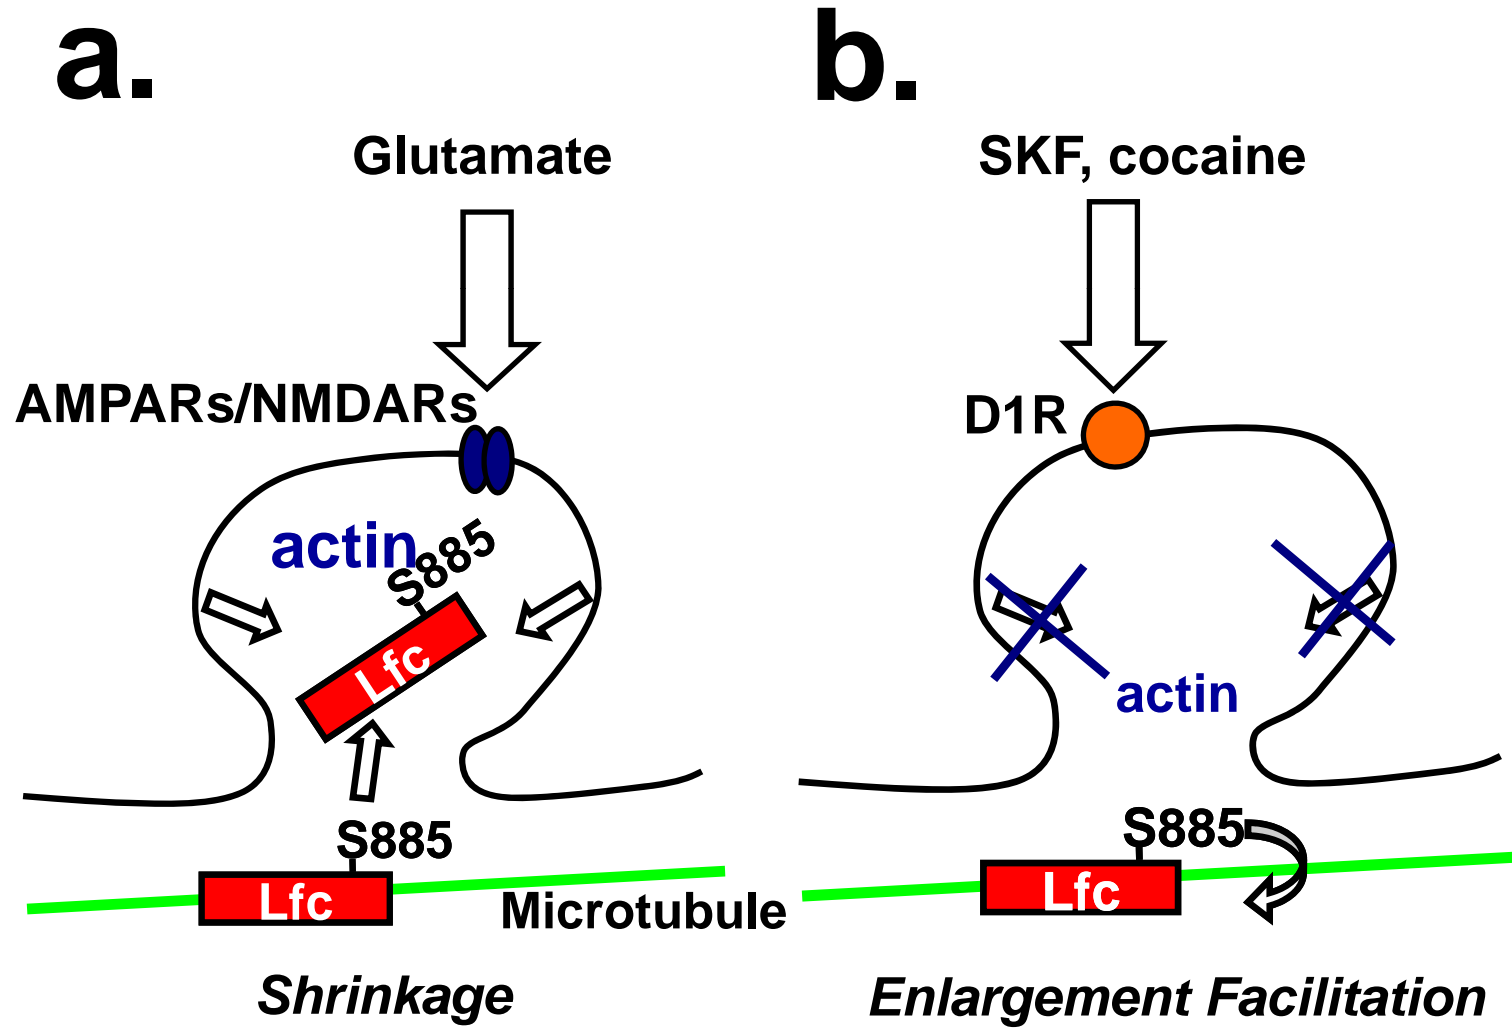 a.
Glutamate
AMPARs/NMDARs
actin
S885
Lfc
S885
Lfc
Microtubule
Shrinkage
b.
SKF, cocaine
D1R
actin
S885
Lfc
Enlargement Facilitation